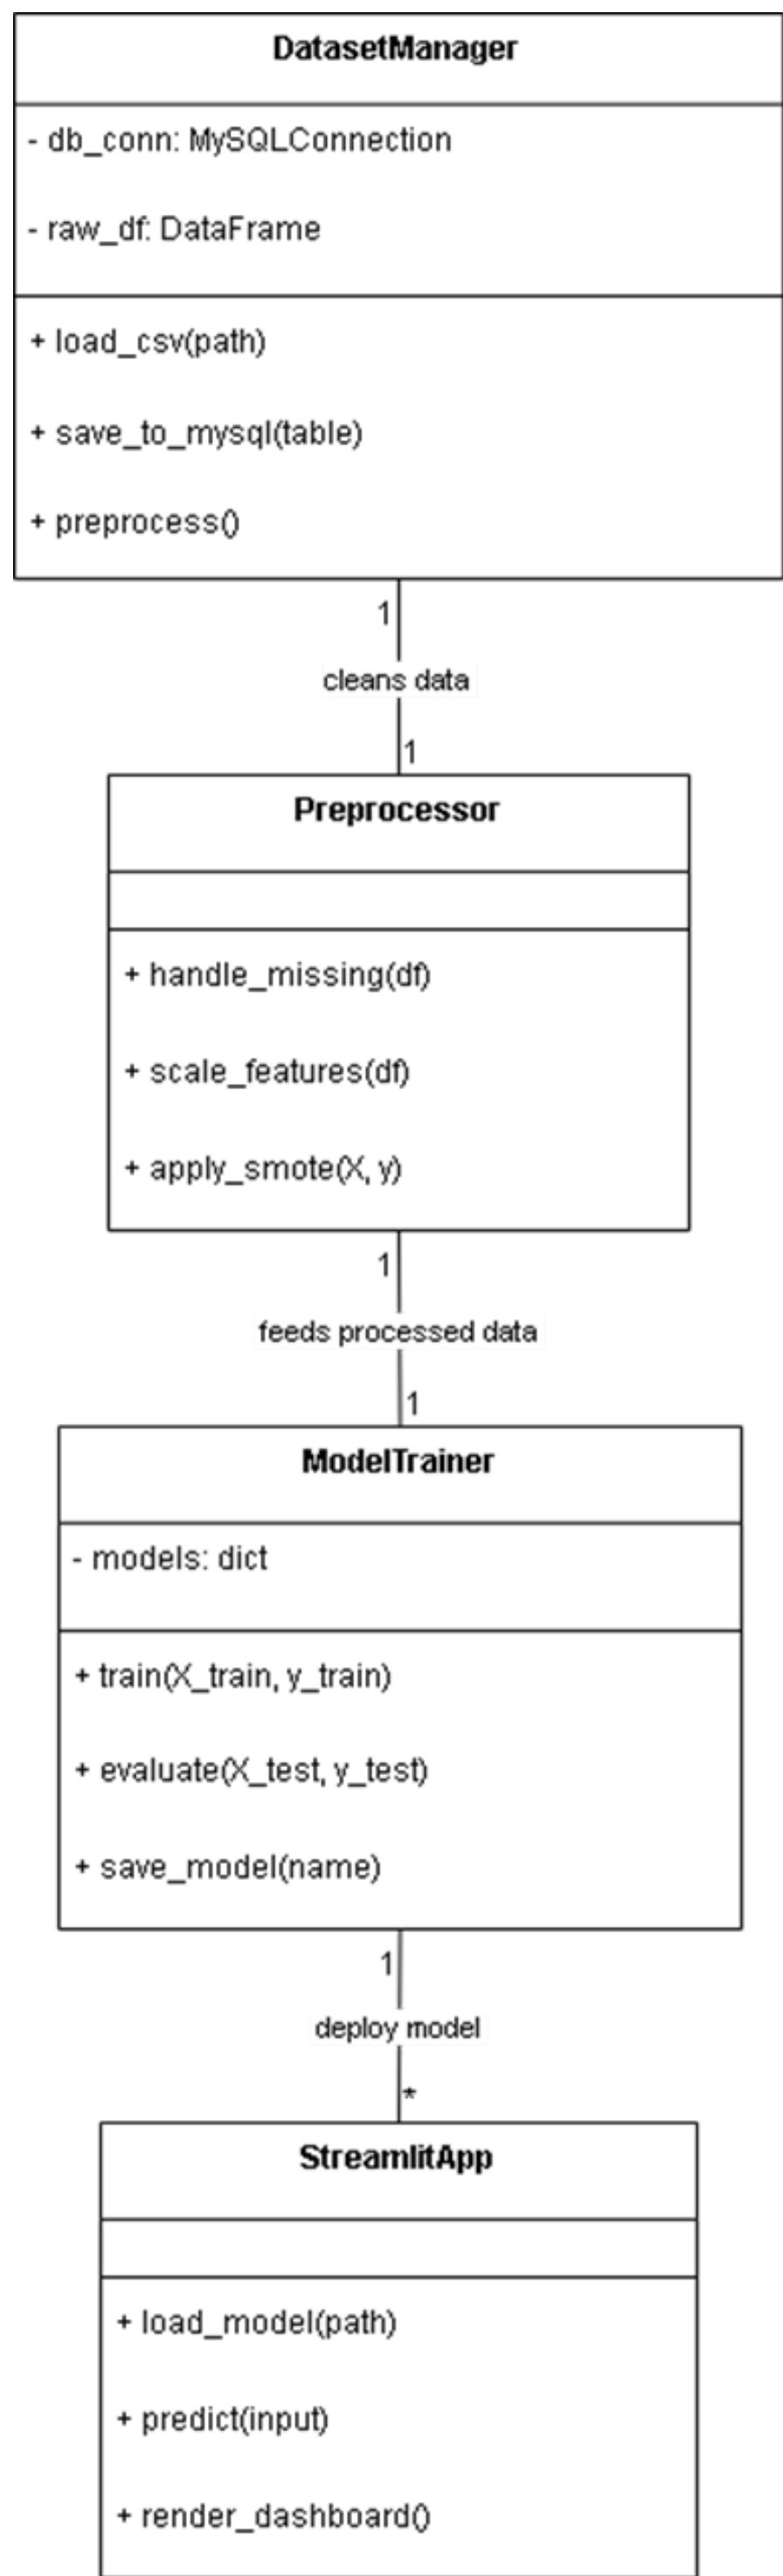 DatasetManager
- db_conn: MySQLConnection
- raw_df: DataFrame
+ load_csv(path)
+ save_to_mysql(table)
+ preprocess()
1
cleans data
1
Preprocessor
+ handle_missing(df)
+ scale_features(df)
+ apply_smote(X, y)
1
feeds processed data
1
ModelTrainer
- models: dict
+ train(X_train, y_train)
+ evaluate(X_test, y_test)
+ save_model(name)
1
deploy model
*
StreamlitApp
+ load_model(path)
+ predict(input)
+ render_dashboard()